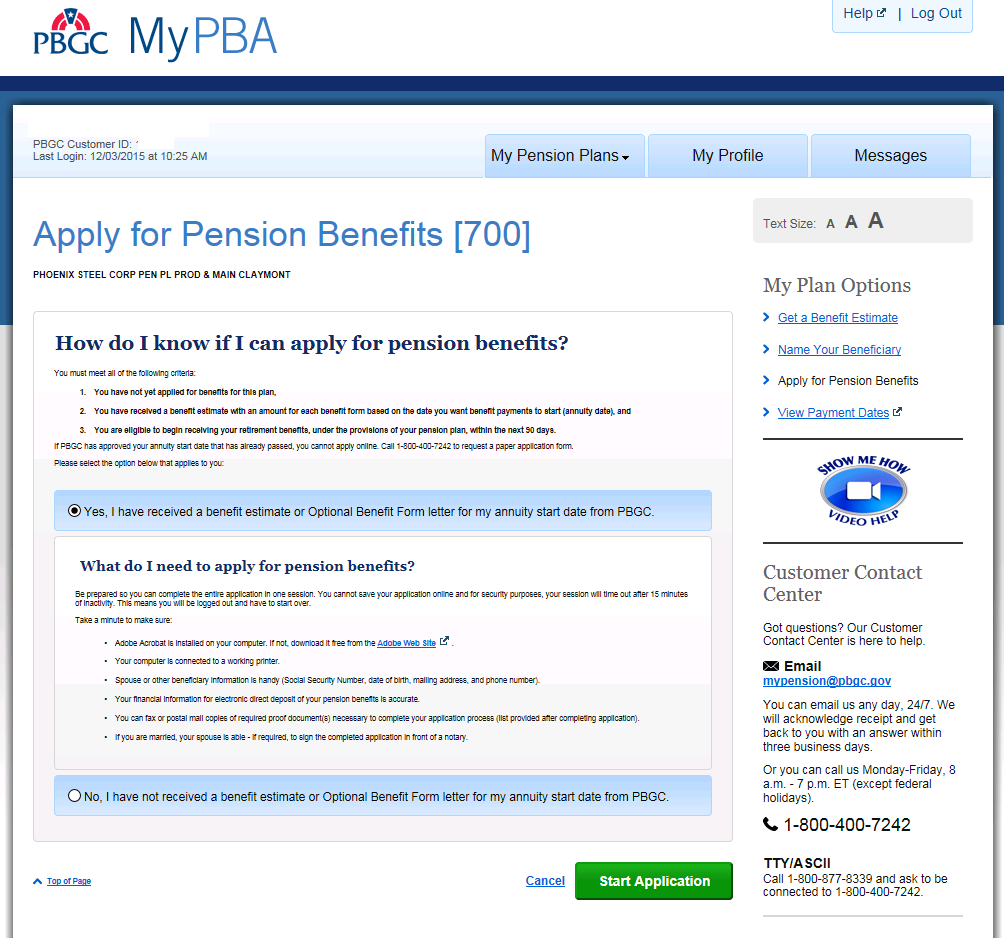 PBGC MyPBA
Help | Log Out
PBGC Customer ID:
Last Login: 12/03/2015 at 10:25 AM
My Pension Plans
My Profile
Messages
Apply for Pension Benefits [700]
PHOENIX STEEL CORP PEN PL PROD & MAIN CLAYMONT
How do I know if I can apply for pension benefits?
You must meet all of the following criteria:
1. You have not yet applied for benefits for this plan,
2. You have received a benefit estimate with an amount for each benefit form based on the date you want benefit payments to start (annuity date), and
3. You are eligible to begin receiving your retirement benefits, under the provisions of your pension plan, within the next 90 days.
If PBGC has approved your annuity start date that has already passed, you cannot apply online. Call 1-800-400-7242 to request a paper application form.
Please select the option below that applies to you:
Yes, I have received a benefit estimate or Optional Benefit Form letter for my annuity start date from PBGC.
What do I need to apply for pension benefits?
Be prepared so you can complete the entire application in one session. You cannot save your application online and for security purposes, your session will time out after 15 minutes
of inactivity. This means you will be logged out and have to start over.
Take a minute to make sure:
• Adobe Acrobat is installed on your computer. If not, download it free from the Adobe Web Site .
• Your computer is connected to a working printer.
• Spouse or other beneficiary information is handy (Social Security Number, date of birth, mailing address, and phone number).
• Your financial information for electronic direct deposit of your pension benefits is accurate.
• You can fax or postal mail copies of required proof document(s) necessary to complete your application process (list provided after completing application).
• If you are married, your spouse is able - if required, to sign the completed application in front of a notary.
No, I have not received a benefit estimate or Optional Benefit Form letter for my annuity start date from PBGC.
Top of Page
Cancel
Start Application
Text Size: A A A
My Plan Options
Get a Benefit Estimate
Name Your Beneficiary
Apply for Pension Benefits
View Payment Dates
SHOW ME HOW
VIDEO HELP
Customer Contact
Center
Got questions? Our Customer
Contact Center is here to help.
Email
mypension@pbgc.gov
You can email us any day, 24/7. We
will acknowledge receipt and get
back to you with an answer within
three business days.
Or you can call us Monday-Friday, 8
a.m. - 7 p.m. ET (except federal
holidays).
1-800-400-7242
TTY/ASCII
Call 1-800-877-8339 and ask to be
connected to 1-800-400-7242.